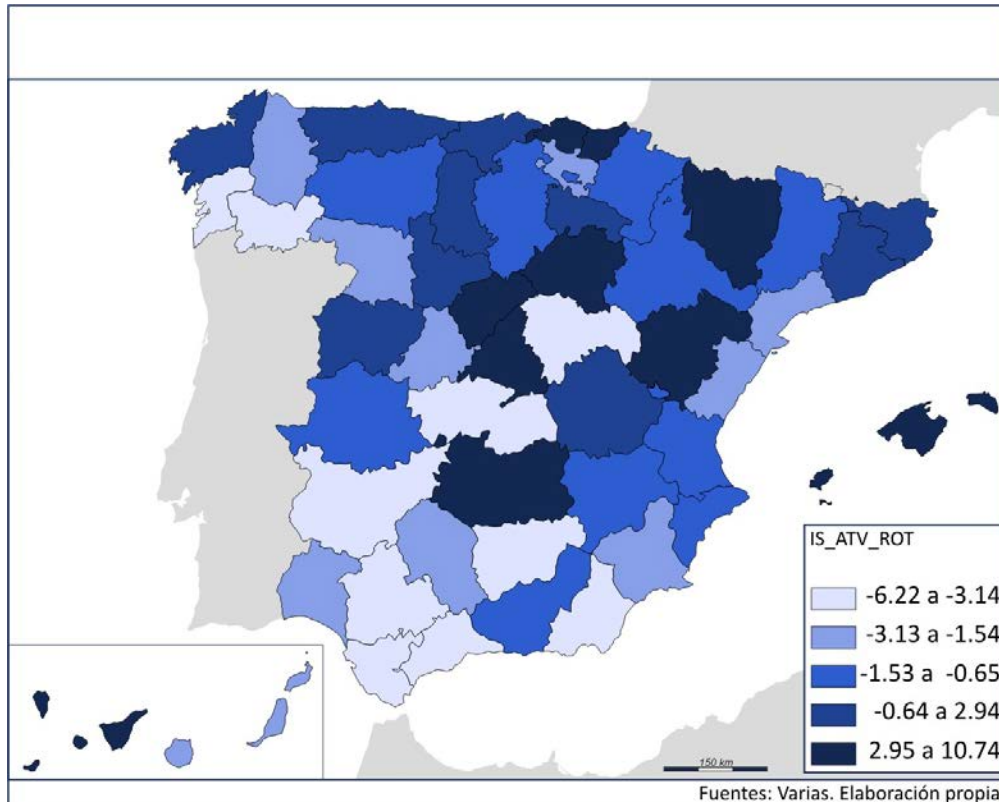 IS_ATV_ROT
-6.22 a -3.14
-3.13 a -1.54
-1.53 a -0.65
-0.64 a 2.94
2.95 a 10.74
150 km
Fuentes: Varias. Elaboración propia